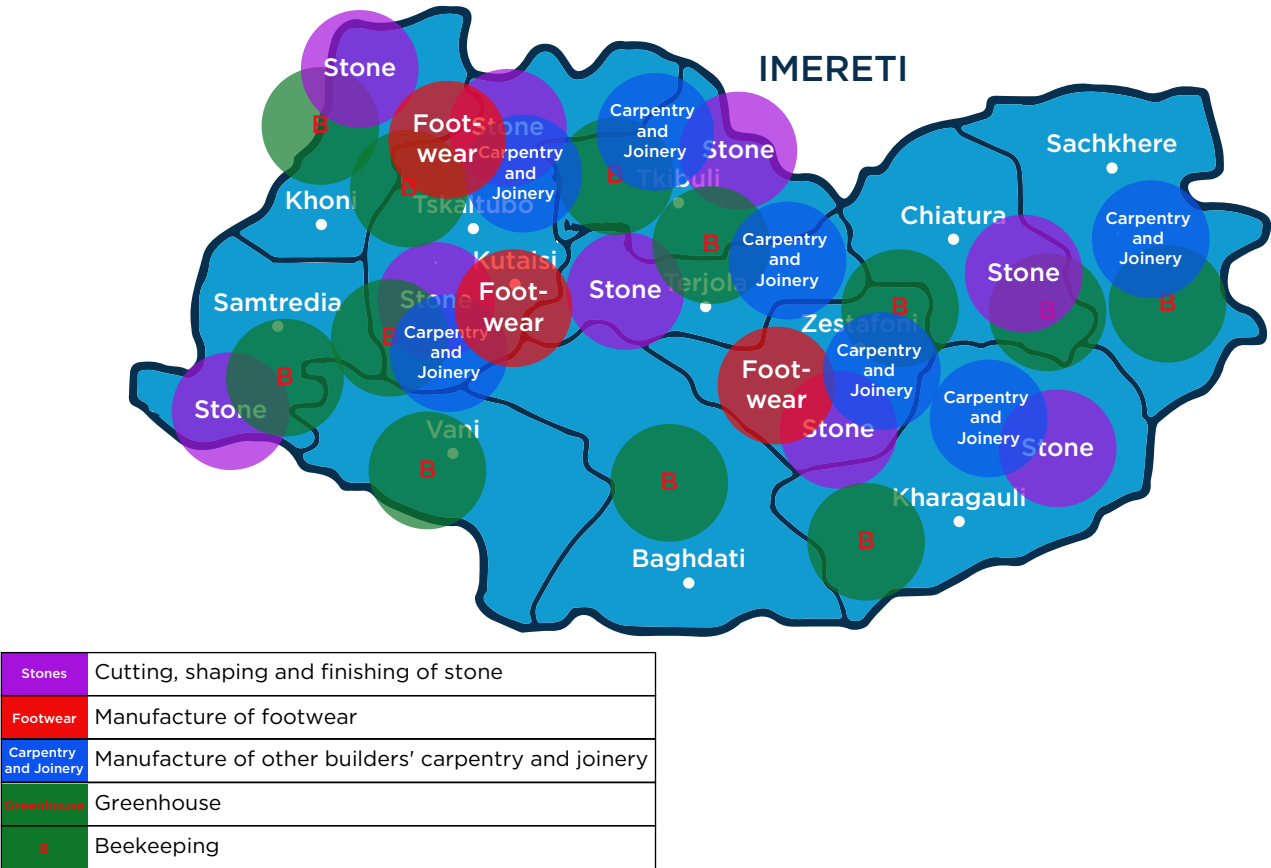 IMERETI
Stone
B
Foot-
wear
Stone
Carpentry
and
Joinery
Carpentry
and
Joinery
Stone
Sachkhere
B
B
Tkibuli
Khoni
Tskaltubo
Chiatura
Carpentry
and
Joinery
B
Carpentry
and
Joinery
Kutaisi
Stone
Terjola
Stone
Samtredia
Stone
Foot-
wear
B
B
B
Zestafoni
B
Carpentry
and
Joinery
Carpentry
and
Joinery
Foot-
wear
B
Stone
Carpentry
and
Joinery
Stone
Stone
Vani
B
B
Kharagauli
B
Baghdati
Stones Cutting, shaping and finishing of stone
Footwear Manufacture of footwear
Carpentry
and Joinery Manufacture of other builders' carpentry and joinery
Greenhouse Greenhouse
B Beekeeping